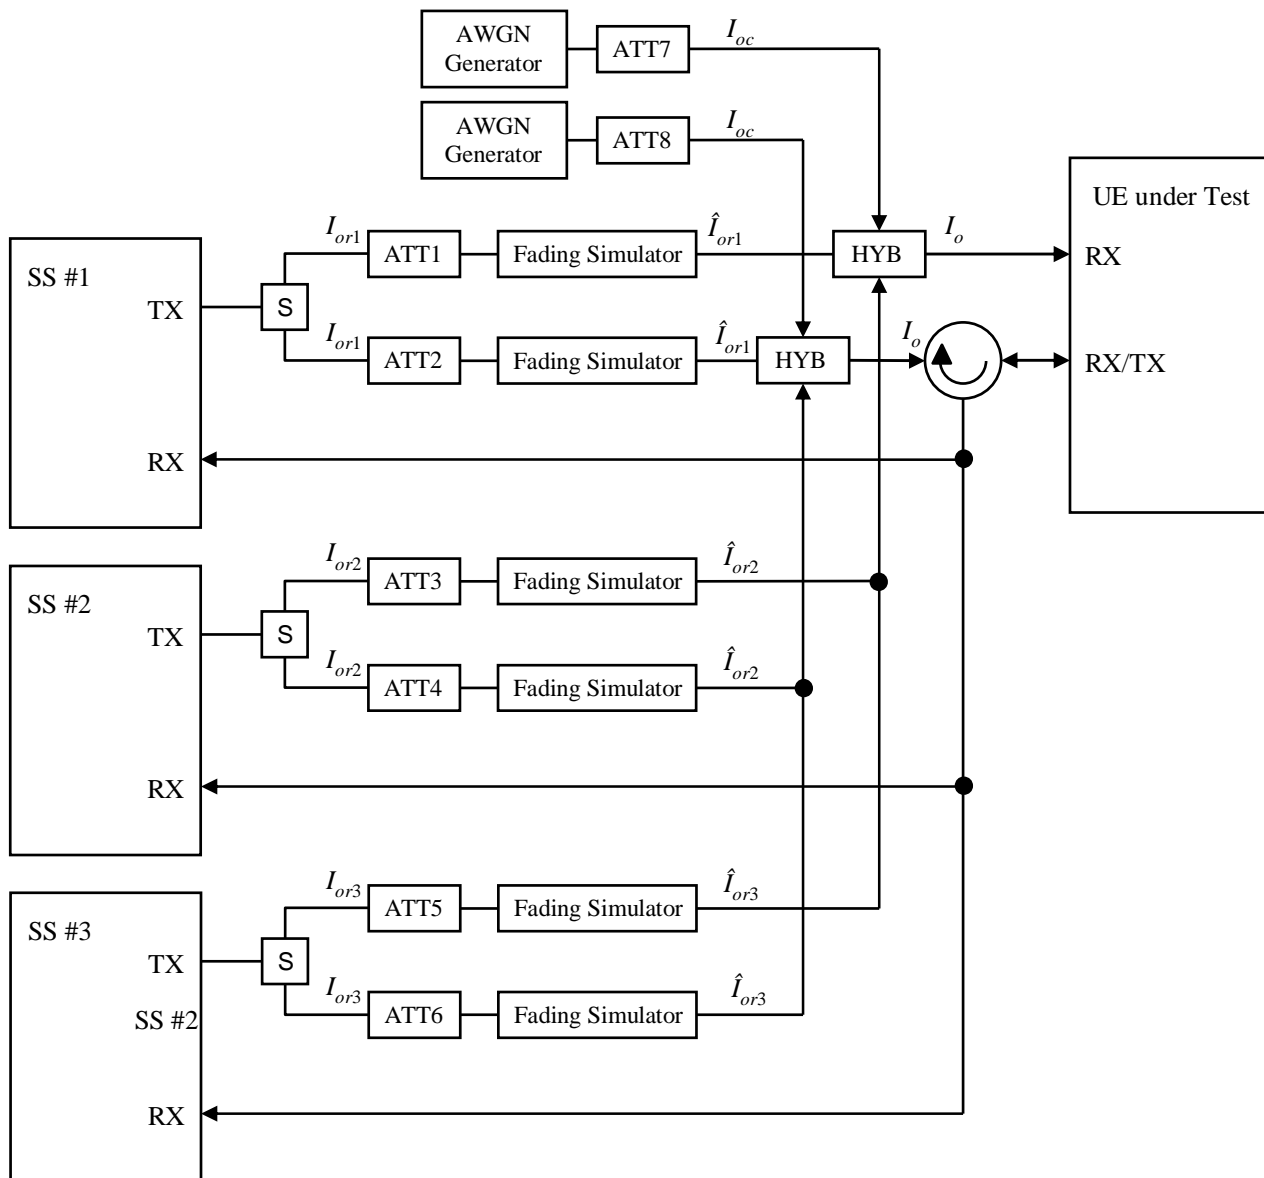 AWGN
Generator
ATT7
I_oc
AWGN
Generator
ATT8
I_oc
UE under Test
SS #1
TX
S
I_or1
ATT1
Fading Simulator
Î_or1
HYB
I_o
RX
I_or1
ATT2
Fading Simulator
Î_or1
HYB
I_o
RX/TX
RX
SS #2
TX
S
I_or2
ATT3
Fading Simulator
Î_or2
I_or2
ATT4
Fading Simulator
Î_or2
RX
SS #3
TX
S
I_or3
ATT5
Fading Simulator
Î_or3
SS #2
I_or3
ATT6
Fading Simulator
Î_or3
RX